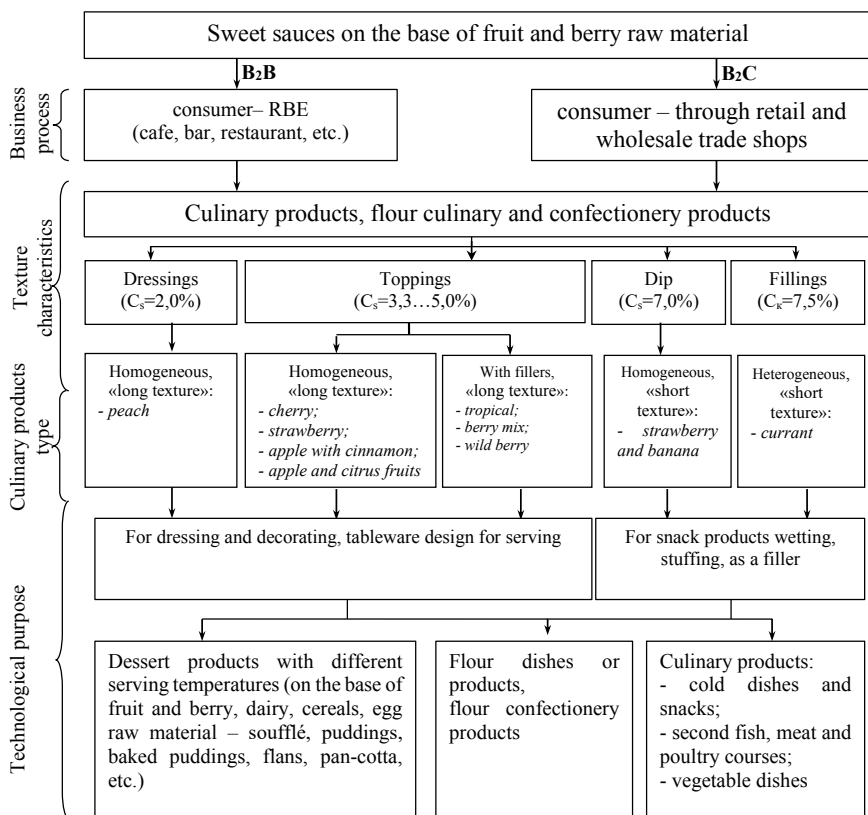 Sweet sauces on the base of fruit and berry raw material
B₂B
B₂C
Business
process
consumer– RBE
(cafe, bar, restaurant, etc.)
consumer – through retail and
wholesale trade shops
Texture
characteristics
Culinary products, flour culinary and confectionery products
Dressings
(Cₛ=2,0%)
Toppings
(Cₛ=3,3…5,0%)
Dip
(Cₛ=7,0%)
Fillings
(Cₖ=7,5%)
Culinary products
type
Homogeneous,
«long texture»:
- peach
Homogeneous,
«long texture»:
- cherry;
- strawberry;
- apple with cinnamon;
- apple and citrus fruits
With fillers,
«long texture»:
- tropical;
- berry mix;
- wild berry
Homogeneous,
«short
texture»:
- strawberry
and banana
Heterogeneous,
«short
texture»:
- currant
Technological purpose
For dressing and decorating, tableware design for serving
For snack products wetting,
stuffing, as a filler
Dessert products with different
serving temperatures (on the base of
fruit and berry, dairy, cereals, egg
raw material – soufflé, puddings,
baked puddings, flans, pan-cotta,
etc.)
Flour dishes or
products,
flour confectionery
products
Culinary products:
- cold dishes and
snacks;
- second fish, meat and
poultry courses;
- vegetable dishes